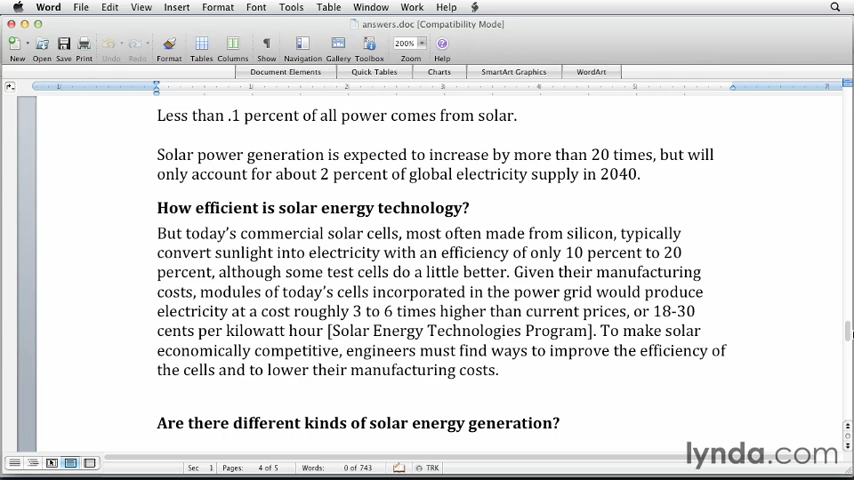 Word File Edit View Insert Format Font Tools Table Window Work Help
answers.doc [Compatibility Mode]
200%
New Open Save Print Undo Redo Format Tables Columns Show Navigation Gallery Toolbox Zoom Help
Document Elements Quick Tables Charts SmartArt Graphics WordArt
Less than .1 percent of all power comes from solar.
Solar power generation is expected to increase by more than 20 times, but will
only account for about 2 percent of global electricity supply in 2040.
How efficient is solar energy technology?
But today’s commercial solar cells, most often made from silicon, typically
convert sunlight into electricity with an efficiency of only 10 percent to 20
percent, although some test cells do a little better. Given their manufacturing
costs, modules of today’s cells incorporated in the power grid would produce
electricity at a cost roughly 3 to 6 times higher than current prices, or 18-30
cents per kilowatt hour [Solar Energy Technologies Program]. To make solar
economically competitive, engineers must find ways to improve the efficiency of
the cells and to lower their manufacturing costs.
Are there different kinds of solar energy generation?
Sec 1 Pages: 4 of 5 Words: 0 of 743 TRK
lynda.com